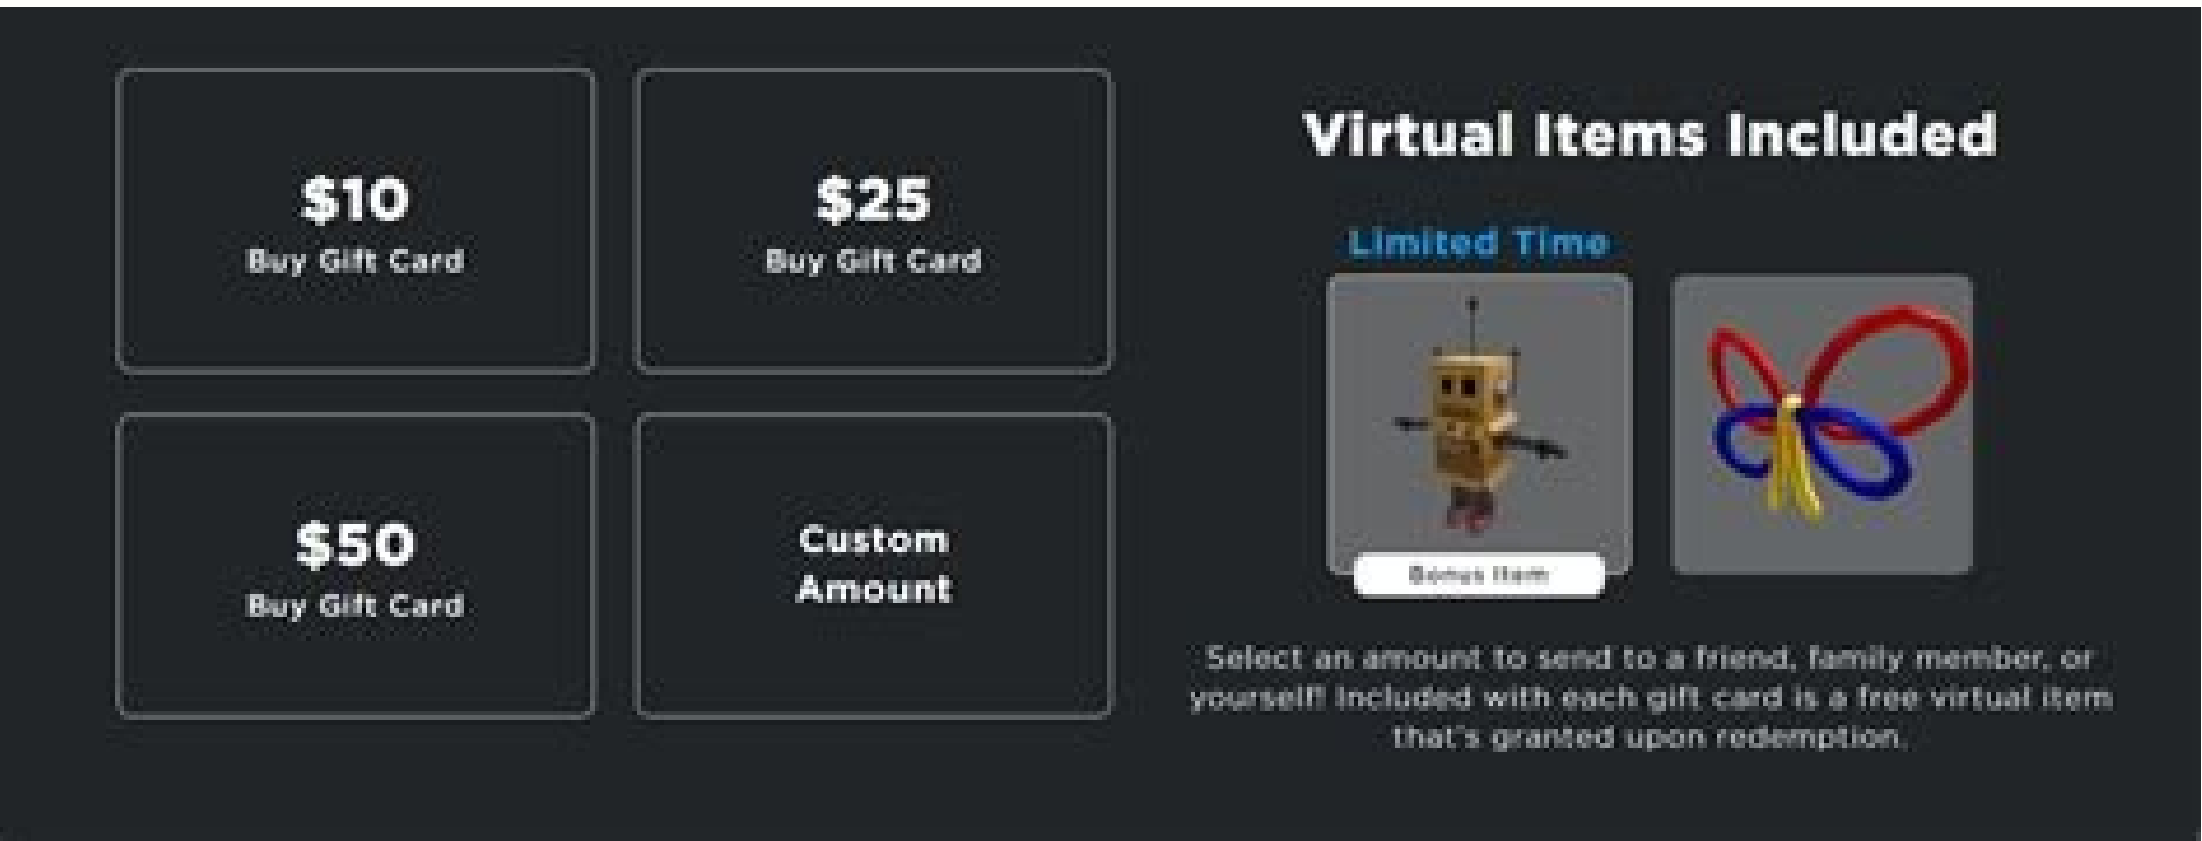 $10
Buy Gift Card
$25
Buy Gift Card
$50
Buy Gift Card
Custom
Amount
Virtual Items Included
Limited Time
Bonus Item
Select an amount to send to a friend, family member, or
yourself! Included with each gift card is a free virtual item
that's granted upon redemption.